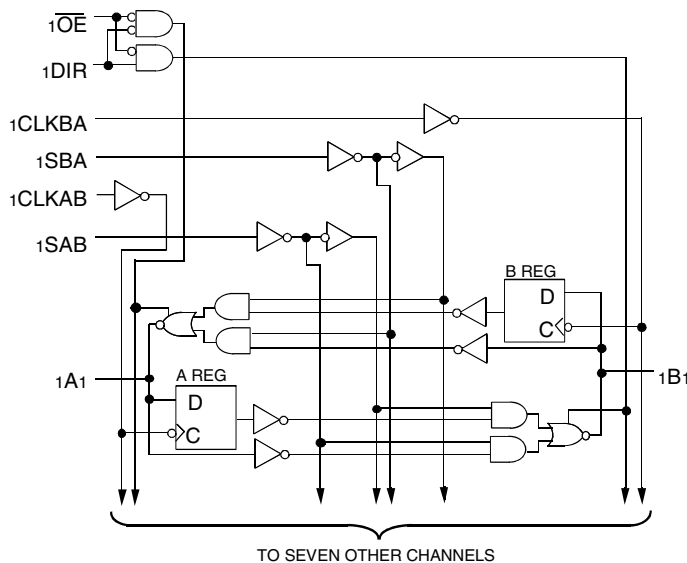 1OE
1DIR
1CLKBA
1SBA
1CLKAB
1SAB
B REG
D
C
1A1
A REG
D
C
1B1
TO SEVEN OTHER CHANNELS